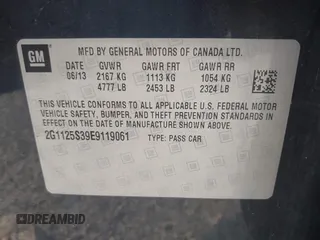 GM
MFD BY GENERAL MOTORS OF CANADA LTD.
DATE GVWR GAWR FRT GAWR RR
06/13 2167 KG 1113 KG 1054 KG
4777 LB 2453 LB 2324 LB
THIS VEHICLE CONFORMS TO ALL APPLICABLE U.S. FEDERAL MOTOR
VEHICLE SAFETY, BUMPER, AND THEFT PREVENTION STANDARDS IN
EFFECT ON THE DATE OF MANUFACTURE SHOWN ABOVE.
2G1125S39E9119061 TYPE: PASS CAR
DREAMBID